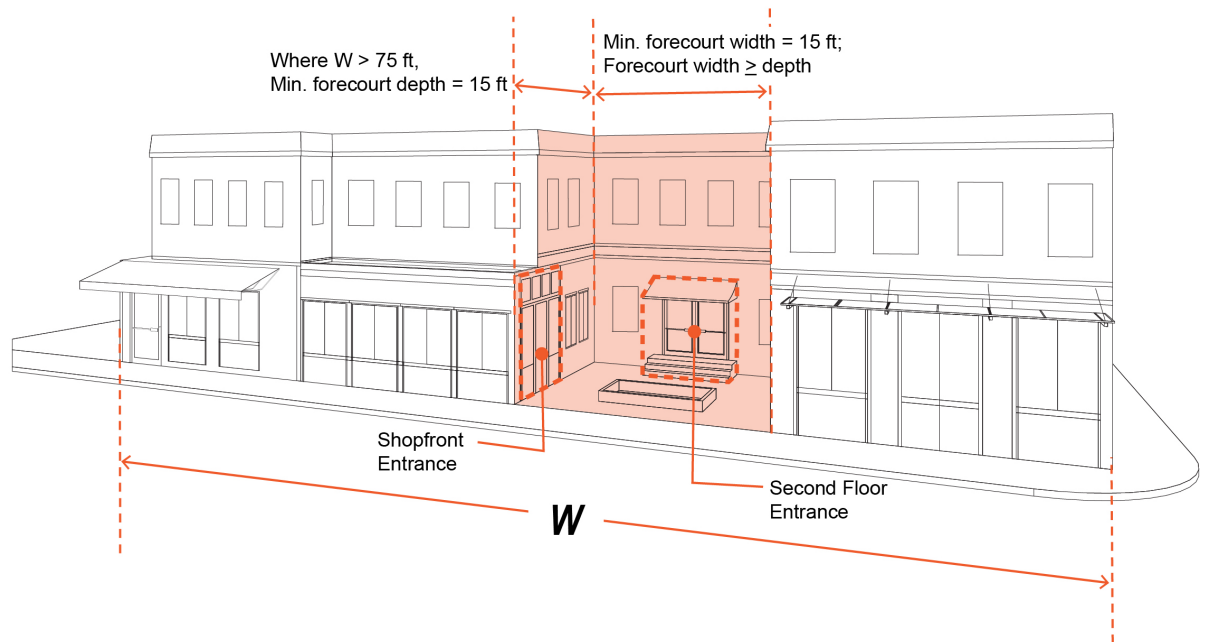 Where W > 75 ft,
Min. forecourt depth = 15 ft
Min. forecourt width = 15 ft;
Forecourt width ≥ depth
Shopfront
Entrance
Second Floor
Entrance
W